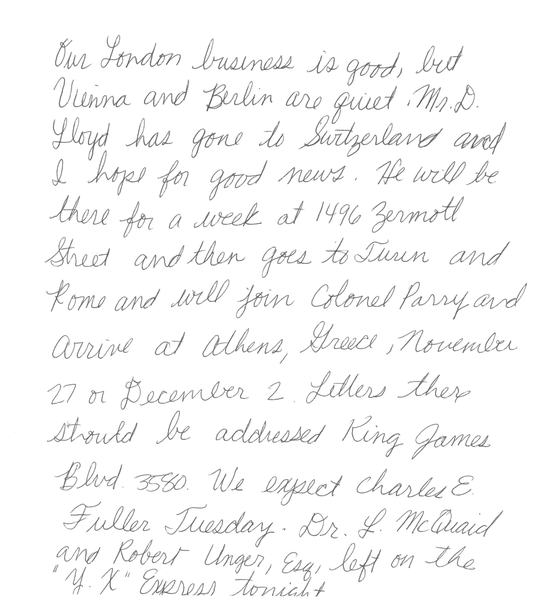 Our London business is good, but
Vienna and Berlin are quiet. Mr. D.
Lloyd has gone to Switzerland and
I hope for good news. He will be
there for a week at 1496 Zermott
Street and then goes to Turin and
Rome and will join Colonel Parry and
arrive at Athens, Greece, November
27 or December 2. Letters there
should be addressed King James
Blvd. 3580. We expect Charles E.
Fuller Tuesday. Dr. L. McQuaid
and Robert Unger, Esq., left on the
"Y. X" Express tonight